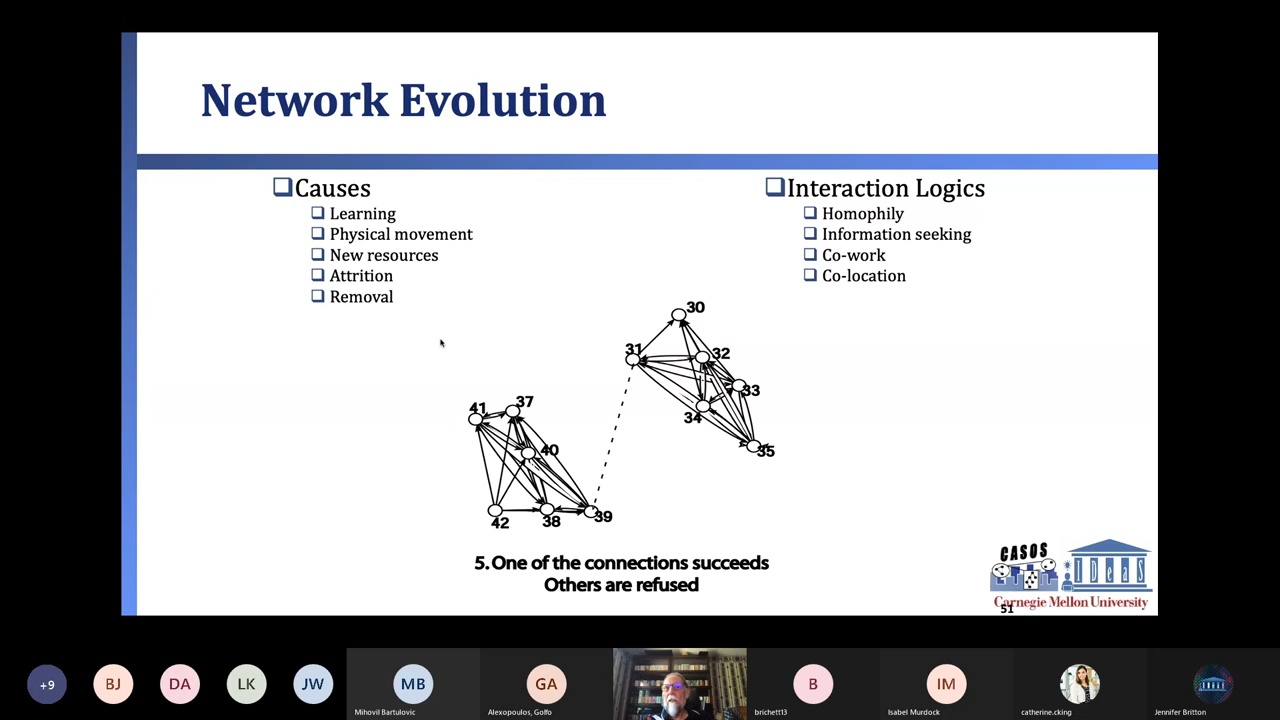 Network Evolution
Causes
Learning
Physical movement
New resources
Attrition
Removal
Interaction Logics
Homophily
Information seeking
Co-work
Co-location
30
31
32
33
34
35
41
37
40
42
38
39
5. One of the connections succeeds
Others are refused
CASOS
IDeaS
Carnegie Mellon University
51
+9
BJ
DA
LK
JW
MB
Mihovil Bartulovic
GA
Alexopoulos, Golfo
B
brichett13
IM
Isabel Murdock
catherine.cking
Jennifer Britton